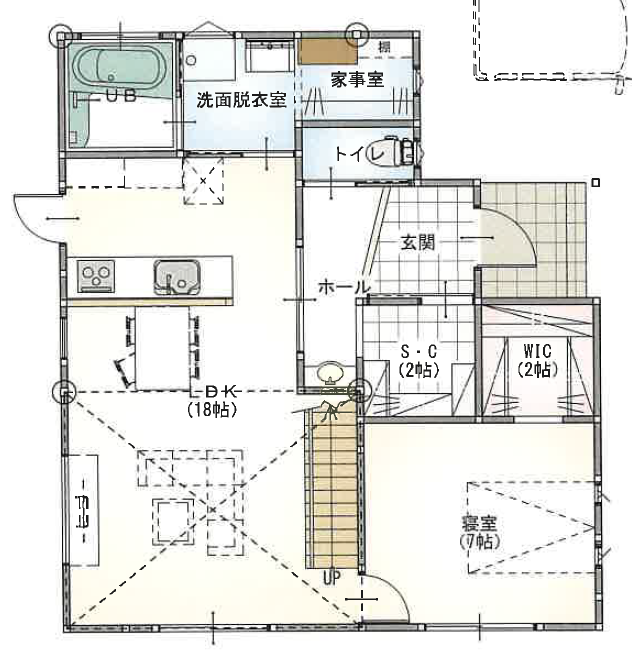 棚
家事室
洗面脱衣室
UB
トイレ
玄関
ホール
S・C
(2帖)
WIC
(2帖)
LDK
(18帖)
TV
寝室
(7帖)
UP